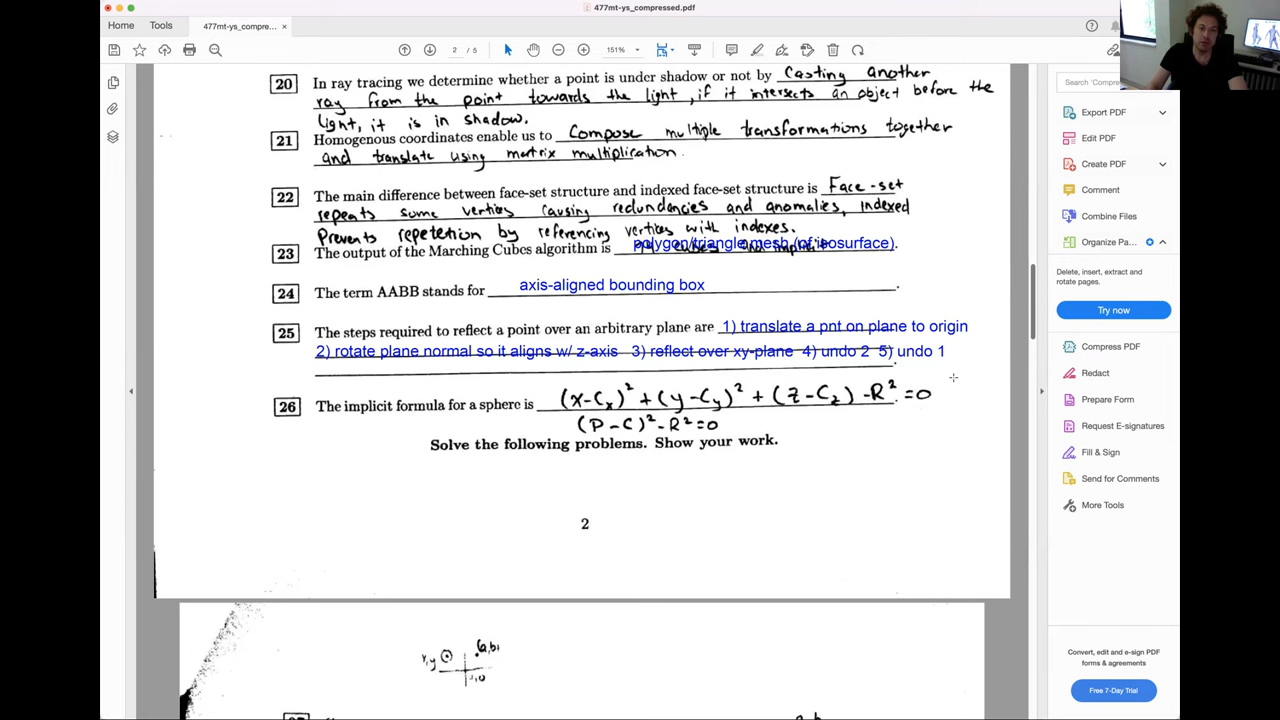 477mt-ys_compressed.pdf
Home Tools 477mt-ys_compre... ×
2 / 5 151%
Search 'Compre
20 In ray tracing we determine whether a point is under shadow or not by Casting another
ray from the point towards the light, if it intersects an object before the
light, it is in shadow.
21 Homogenous coordinates enable us to Compose multiple transformations together
and translate using matrix multiplication.
22 The main difference between face-set structure and indexed face-set structure is Face-set
repeats some vertices causing redundancies and anomalies, indexed
Prevents repetetion by referencing vertices with indexes.
23 The output of the Marching Cubes algorithm is polygon/triangle mesh (of isosurface).
24 The term AABB stands for axis-aligned bounding box.
25 The steps required to reflect a point over an arbitrary plane are 1) translate a pnt on plane to origin
2) rotate plane normal so it aligns w/ z-axis 3) reflect over xy-plane 4) undo 2 5) undo 1
26 The implicit formula for a sphere is (x-Cx)² + (y-Cy)² + (z-Cz) -R² =0
(P-C)²-R²=0
Solve the following problems. Show your work.
2
x,y
Export PDF
Edit PDF
Create PDF
Comment
Combine Files
Organize Pa...
Delete, insert, extract and
rotate pages.
Try now
Compress PDF
Redact
Prepare Form
Request E-signatures
Fill & Sign
Send for Comments
More Tools
Convert, edit and e-sign PDF
forms & agreements
Free 7-Day Trial